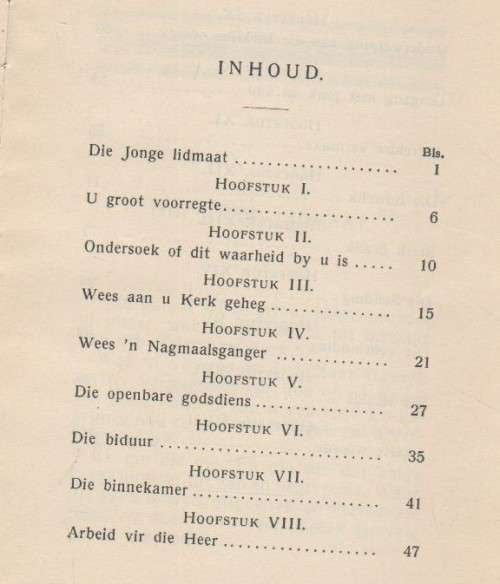 INHOUD.
Bls.
Die Jonge lidmaat .................... 1
HOOFSTUK I.
U groot voorregte...................... 6
HOOFSTUK II.
Ondersoek of dit waarheid by u is ..... 10
HOOFSTUK III.
Wees aan u Kerk geheg ............... 15
HOOFSTUK IV.
Wees 'n Nagmaalsganger .............. 21
HOOFSTUK V.
Die openbare godsdiens ................ 27
HOOFSTUK VI.
Die biduur ............................ 35
HOOFSTUK VII.
Die binnekamer ........................ 41
HOOFSTUK VIII.
Arbeid vir die Heer .................... 47